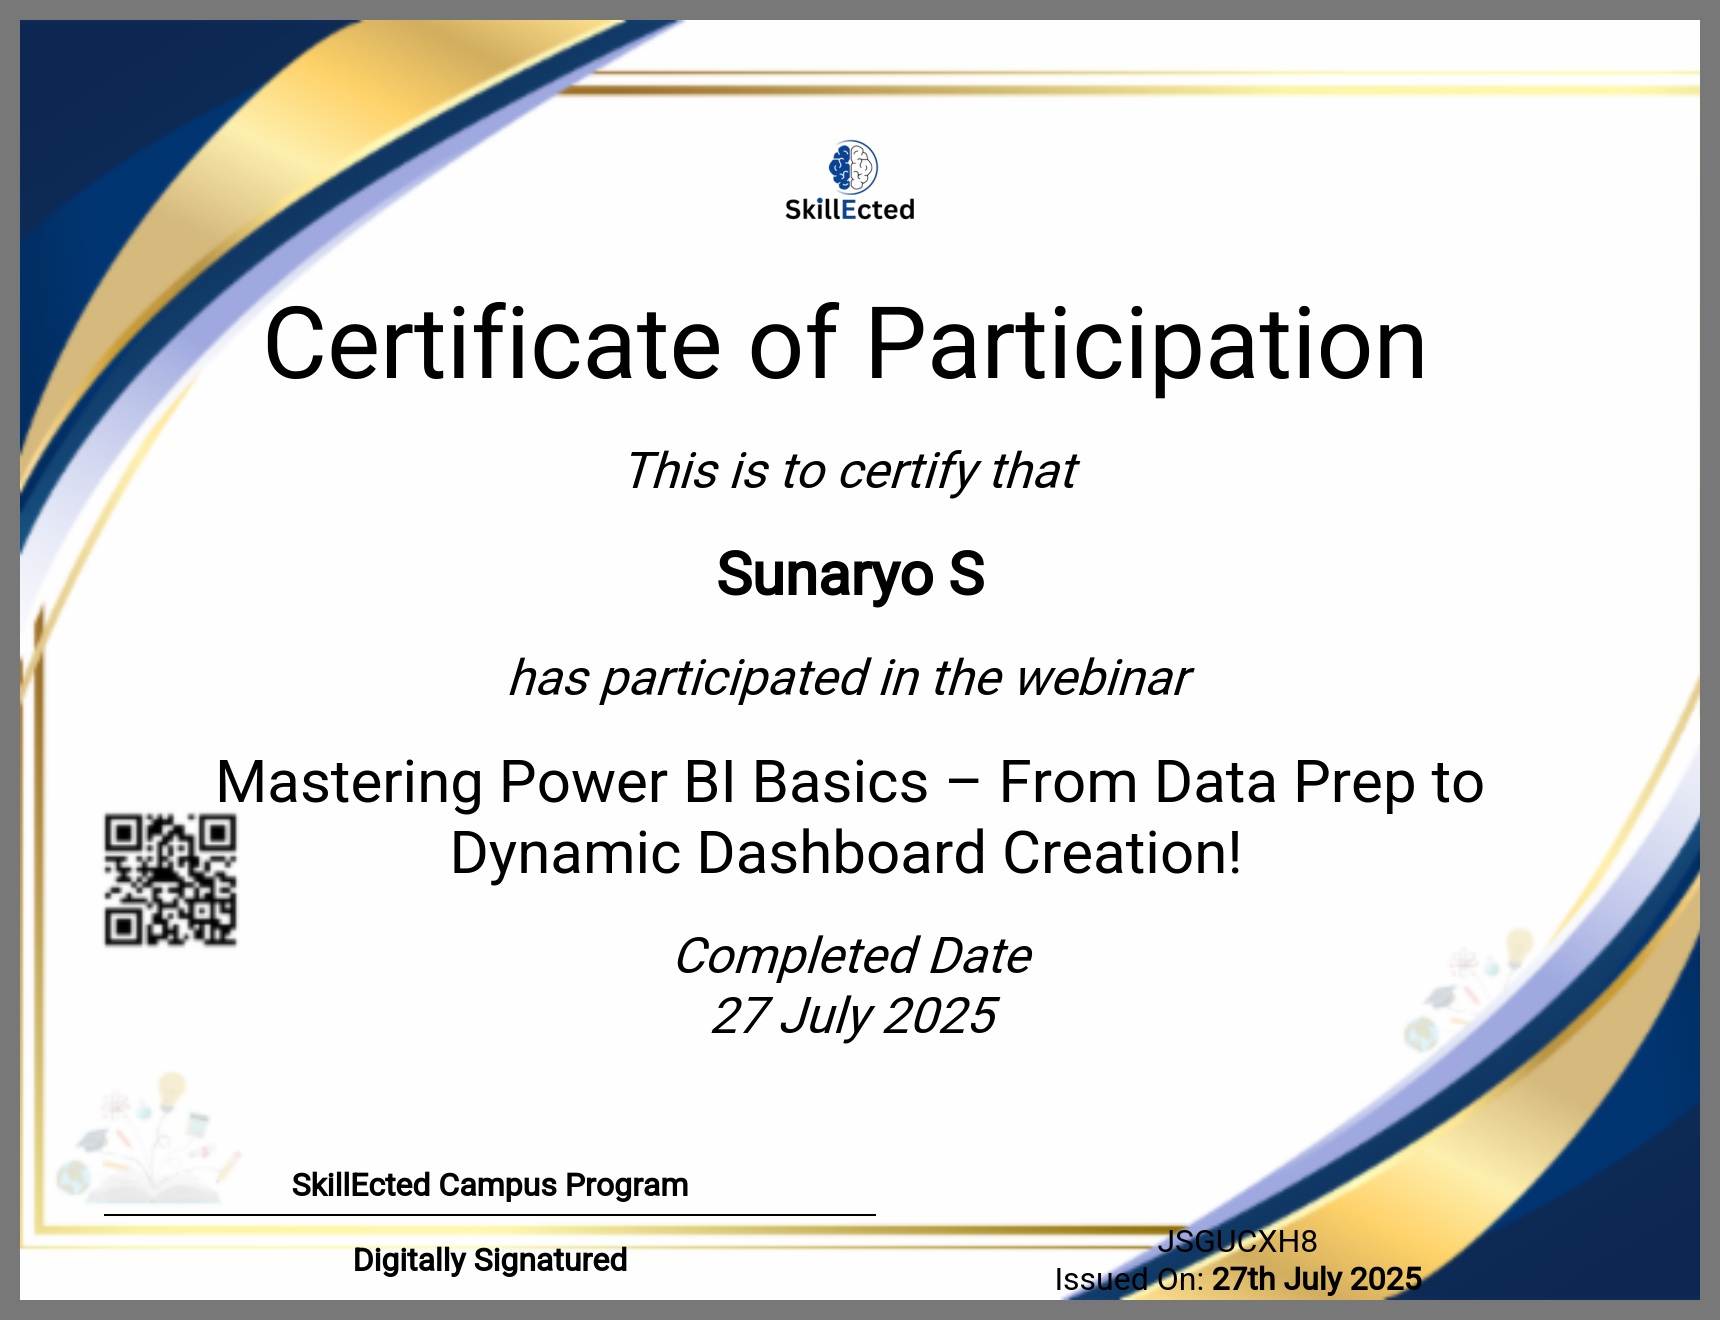 SkillEcted
Certificate of Participation
This is to certify that
Sunaryo S
has participated in the webinar
Mastering Power BI Basics – From Data Prep to
Dynamic Dashboard Creation!
Completed Date
27 July 2025
SkillEcted Campus Program
Digitally Signatured
JSGUCXH8
Issued On: 27th July 2025